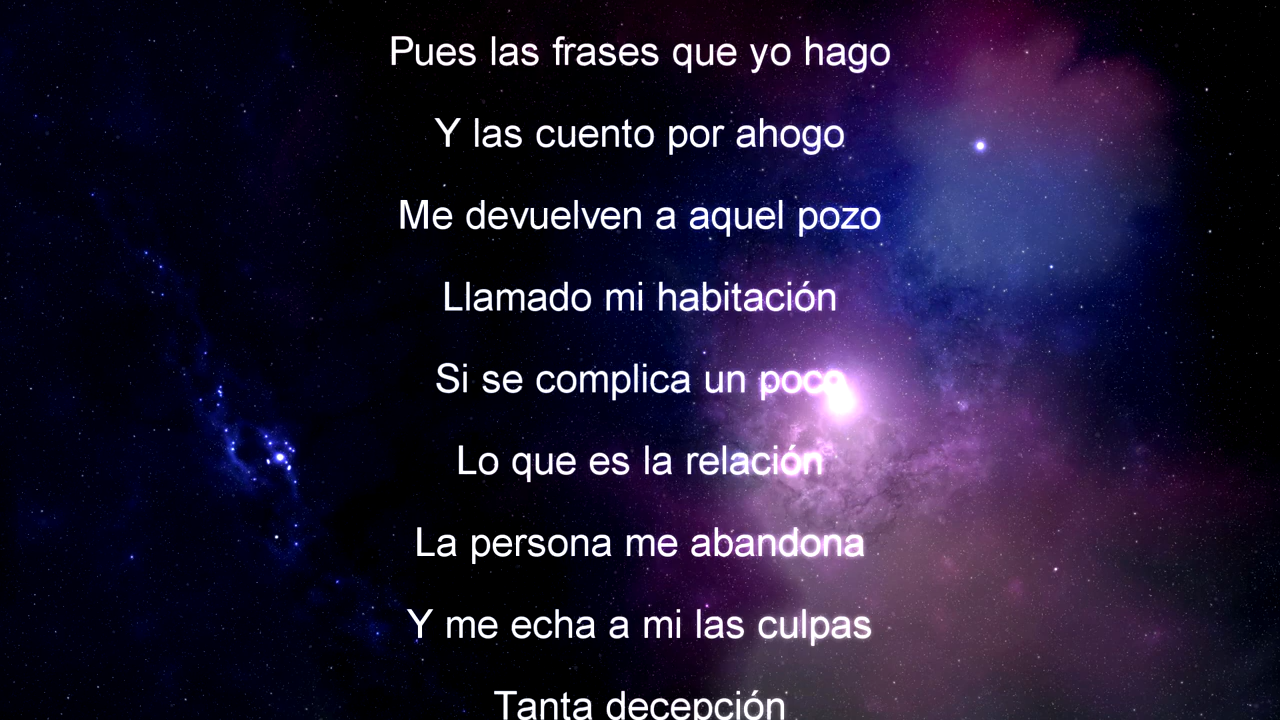 Pues las frases que yo hago
Y las cuento por ahogo
Me devuelven a aquel pozo
Llamado mi habitación
Si se complica un poco
Lo que es la relación
La persona me abandona
Y me echa a mi las culpas
Tanta decepción